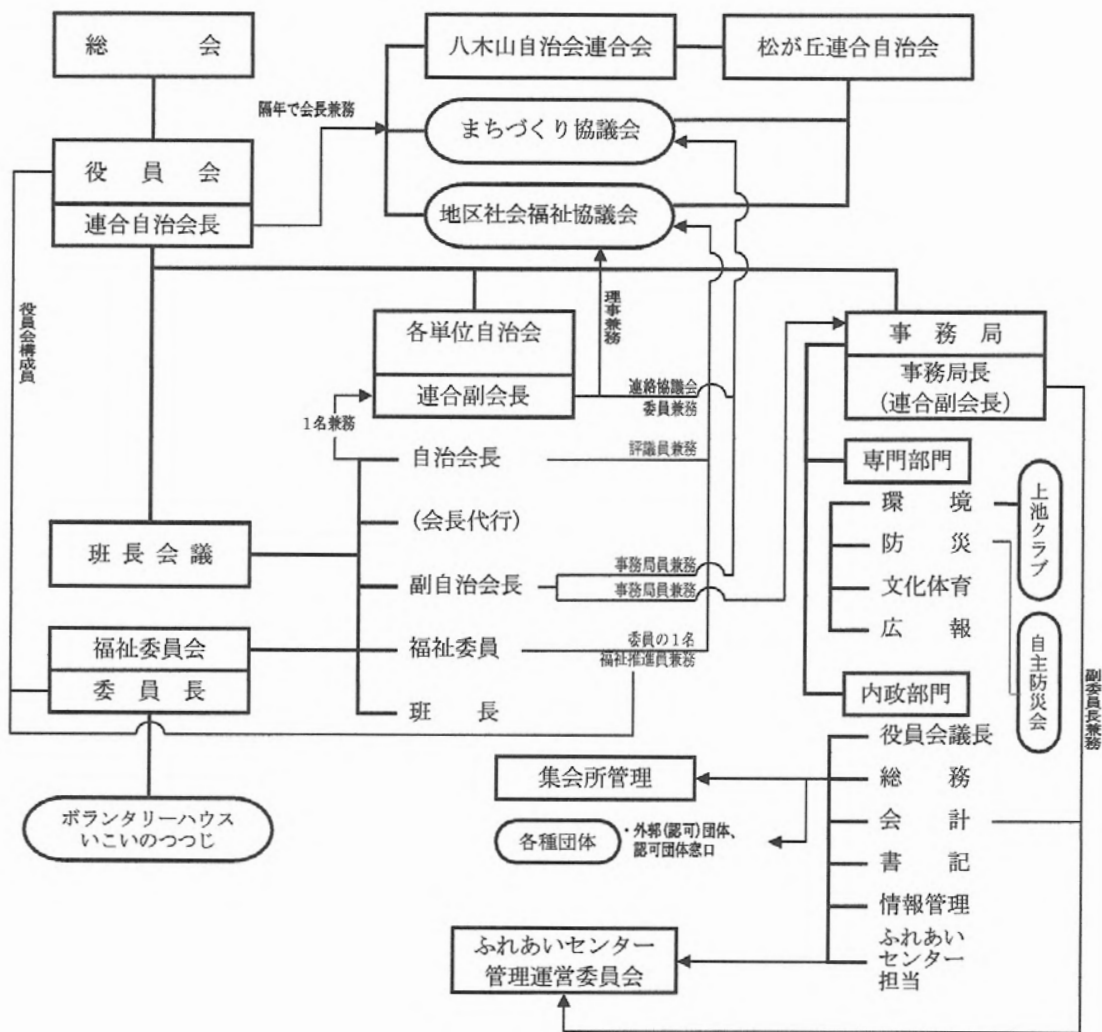 総会
八木山自治会連合会
松が丘連合自治会
隔年で会長兼務
まちづくり協議会
役員会
連合自治会長
地区社会福祉協議会
役員会構成員
理事兼務
各単位自治会
連合副会長
連絡協議会
委員兼務
1名兼務
事務局
事務局長
(連合副会長)
自治会長
評議員兼務
専門部門
(会長代行)
環境
上池クラブ
班長会議
防災
副自治会長
事務局員兼務
事務局員兼務
文化体育
福祉委員会
委員長
福祉委員
委員の1名
福祉推進員兼務
広報
自主防災会
班長
内政部門
副委員長兼務
役員会議長
集会所管理
総務
ボランタリーハウス
いこいのつつじ
各種団体
・外郭(認可)団体、
認可団体窓口
会計
書記
情報管理
ふれあいセンター
管理運営委員会
ふれあい
センター
担当